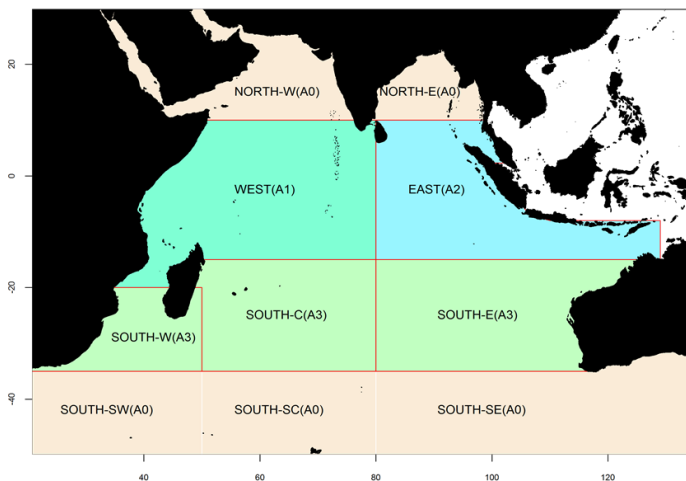 20
NORTH-W(A0) NORTH-E(A0)
0
WEST(A1) EAST(A2)
-20
SOUTH-W(A3) SOUTH-C(A3) SOUTH-E(A3)
-40
SOUTH-SW(A0) SOUTH-SC(A0) SOUTH-SE(A0)
40 60 80 100 120